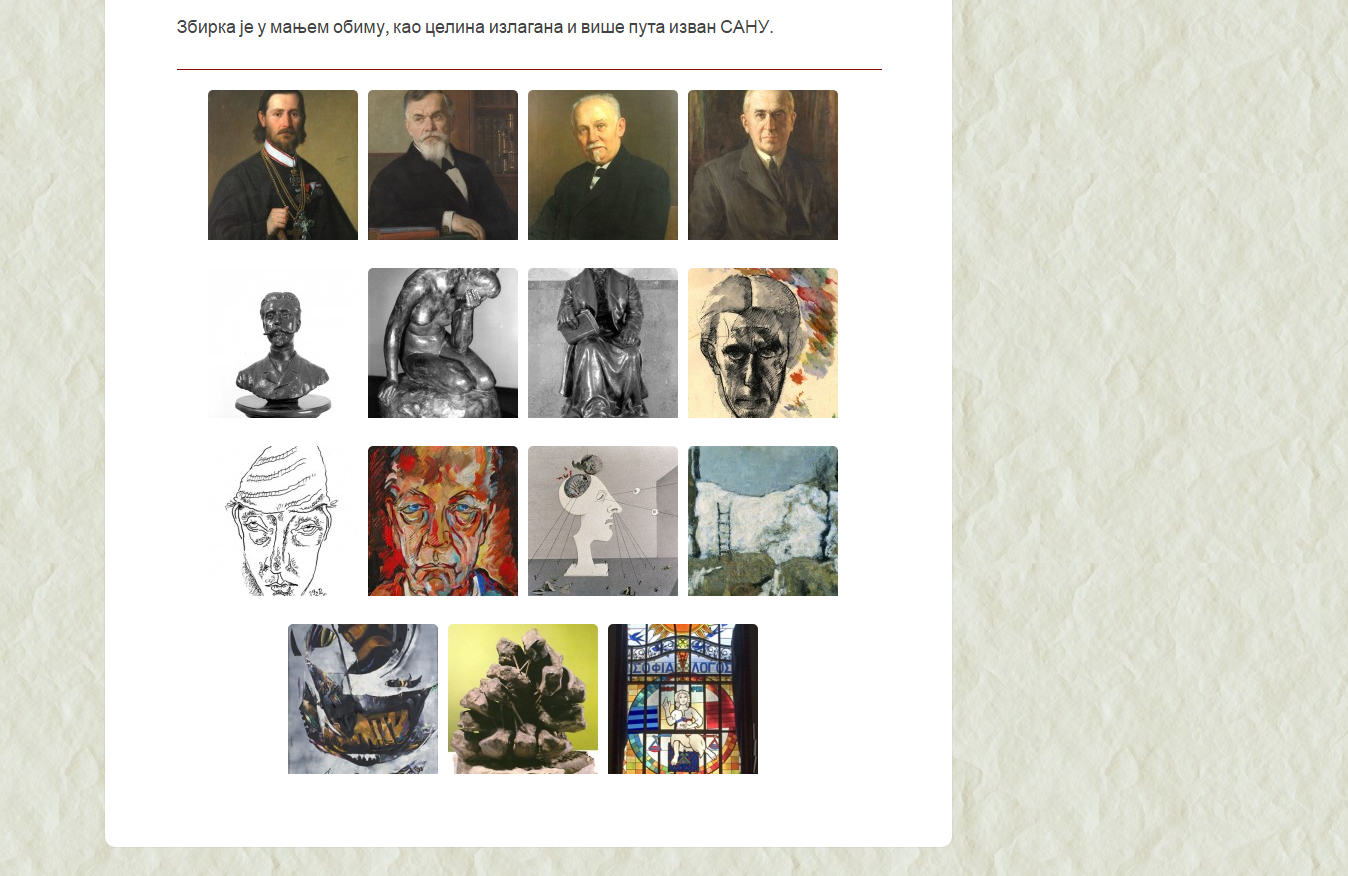 Збирка је у мањем обиму, као целина излагана и више пута изван САНУ.
ΣΟΦΙΑ ΛΟΓΟΣ